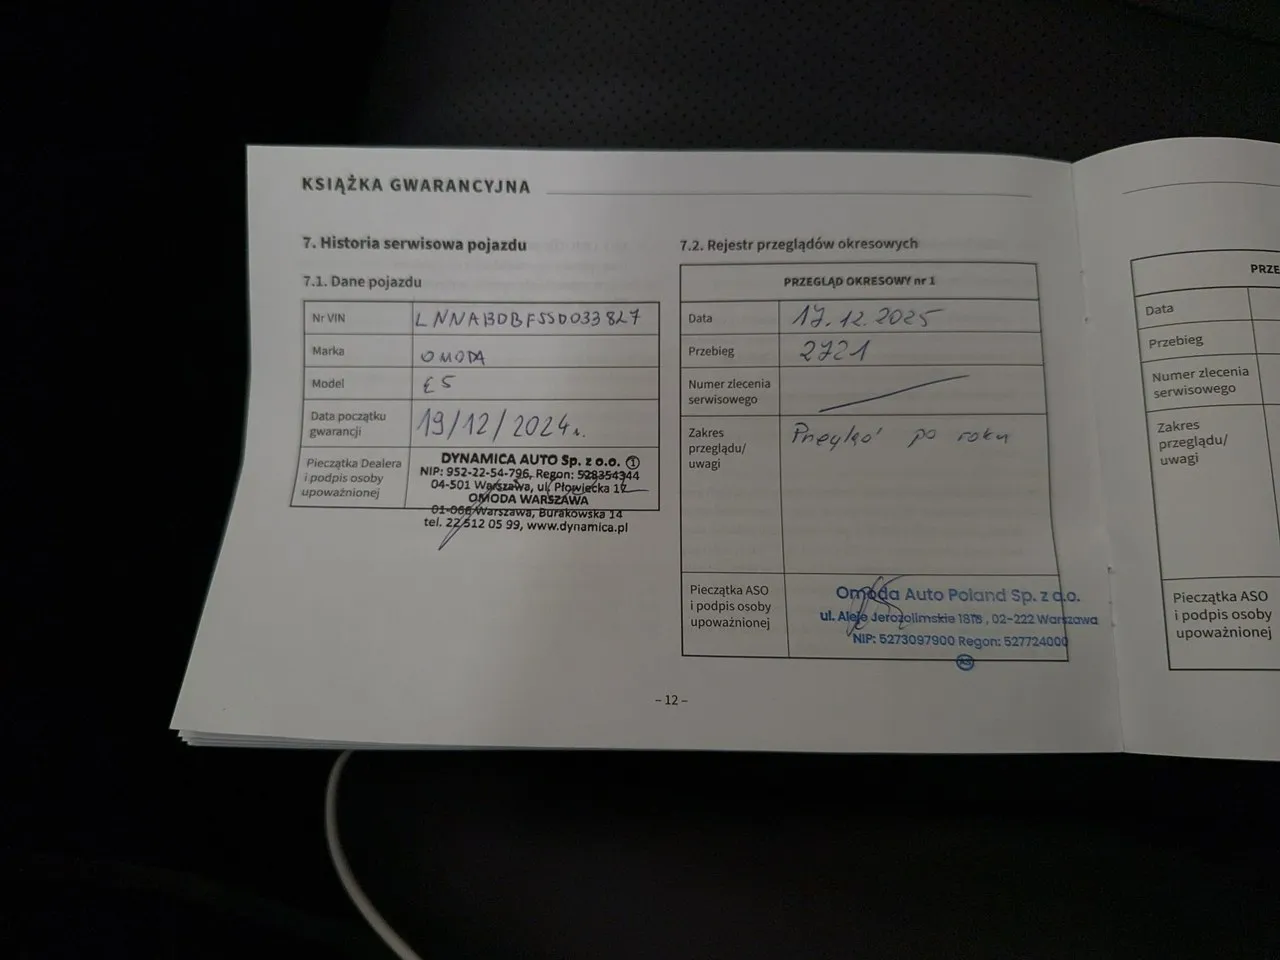 KSIĄŻKA GWARANCYJNA
7. Historia serwisowa pojazdu
7.1. Dane pojazdu
Nr VIN LNNABDBFSSD033827
Marka OMODA
Model E5
Data początku gwarancji 19/12/2024r.
Pieczątka Dealera i podpis osoby upoważnionej
DYNAMICA AUTO Sp. z o.o. 1
NIP: 952-22-54-796, Regon: 528354344
04-501 Warszawa, ul. Płowiecka 12
OMODA WARSZAWA
01-066 Warszawa, Burakowska 14
tel. 22 512 05 99, www.dynamica.pl
7.2. Rejestr przeglądów okresowych
PRZEGLĄD OKRESOWY nr 1
Data 17.12.2025
Przebieg 2721
Numer zlecenia serwisowego
Zakres przeglądu/ uwagi Przegląd po roku
Pieczątka ASO i podpis osoby upoważnionej
Omoda Auto Poland Sp. z o.o.
ul. Aleje Jerozolimskie , 02-222 Warszawa
NIP: 5273097900 Regon: 527724000
– 12 –
PRZE
Data
Przebieg
Numer zlecenia serwisowego
Zakres przeglądu/ uwagi
Pieczątka ASO i podpis osoby upoważnionej